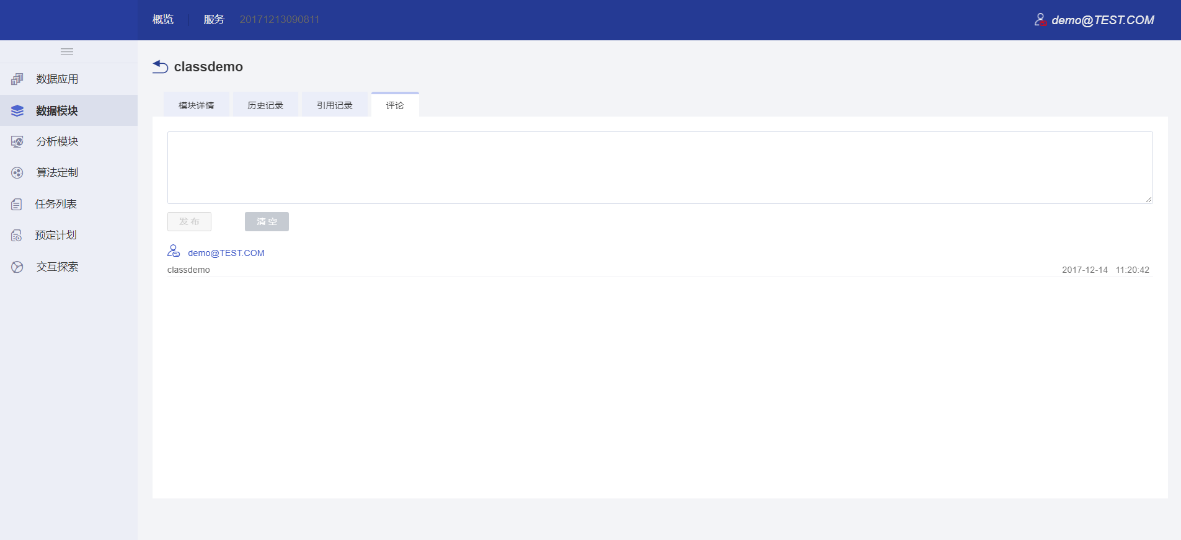 概览 服务 20171213090811 demo@TEST.COM
classdemo
数据应用
数据模块
分析模块
算法定制
任务列表
预定计划
交互探索
模块详情 历史记录 引用记录 评论
发 布 清 空
demo@TEST.COM
classdemo 2017-12-14 11:20:42